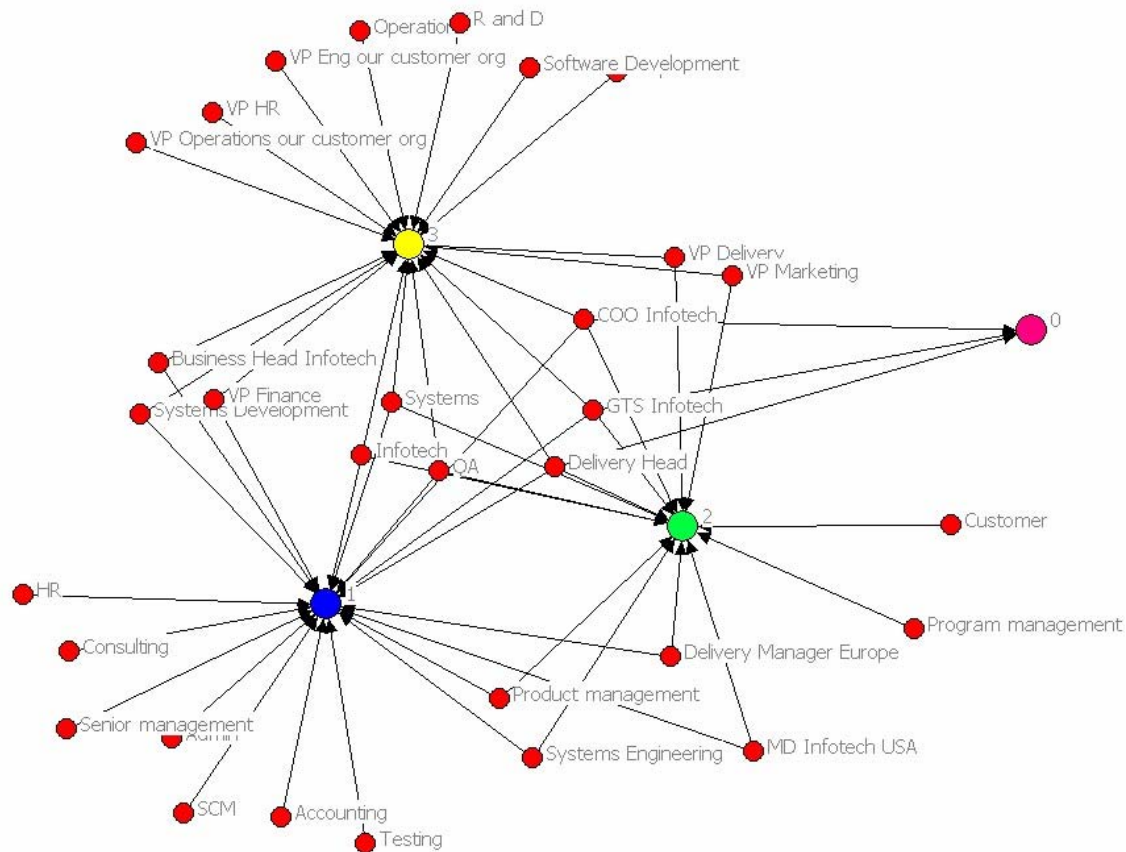 R and D
Operation
VP Eng our customer org
Software Development
VP HR
VP Operations our customer org
3
VP Delivery
VP Marketing
COO Infotech
0
Business Head Infotech
VP Finance
Systems Development
Systems
GTS Infotech
Infotech
QA
Delivery Head
2
Customer
HR
1
Consulting
Program management
Delivery Manager Europe
Product management
Senior management
Admin
Systems Engineering
MD Infotech USA
SCM
Accounting
Testing